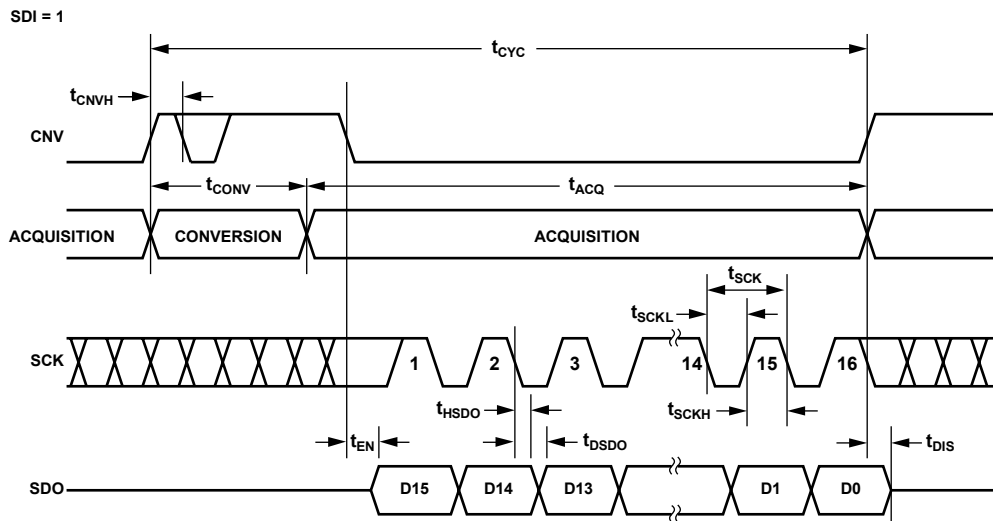 SDI = 1
tCYC
tCNVH
CNV
tCONV
tACQ
ACQUISITION
CONVERSION
ACQUISITION
tSCK
tSCKL
SCK
1
2
3
14
15
16
tHSDO
tSCKH
tEN
tDSDO
tDIS
SDO
D15
D14
D13
D1
D0